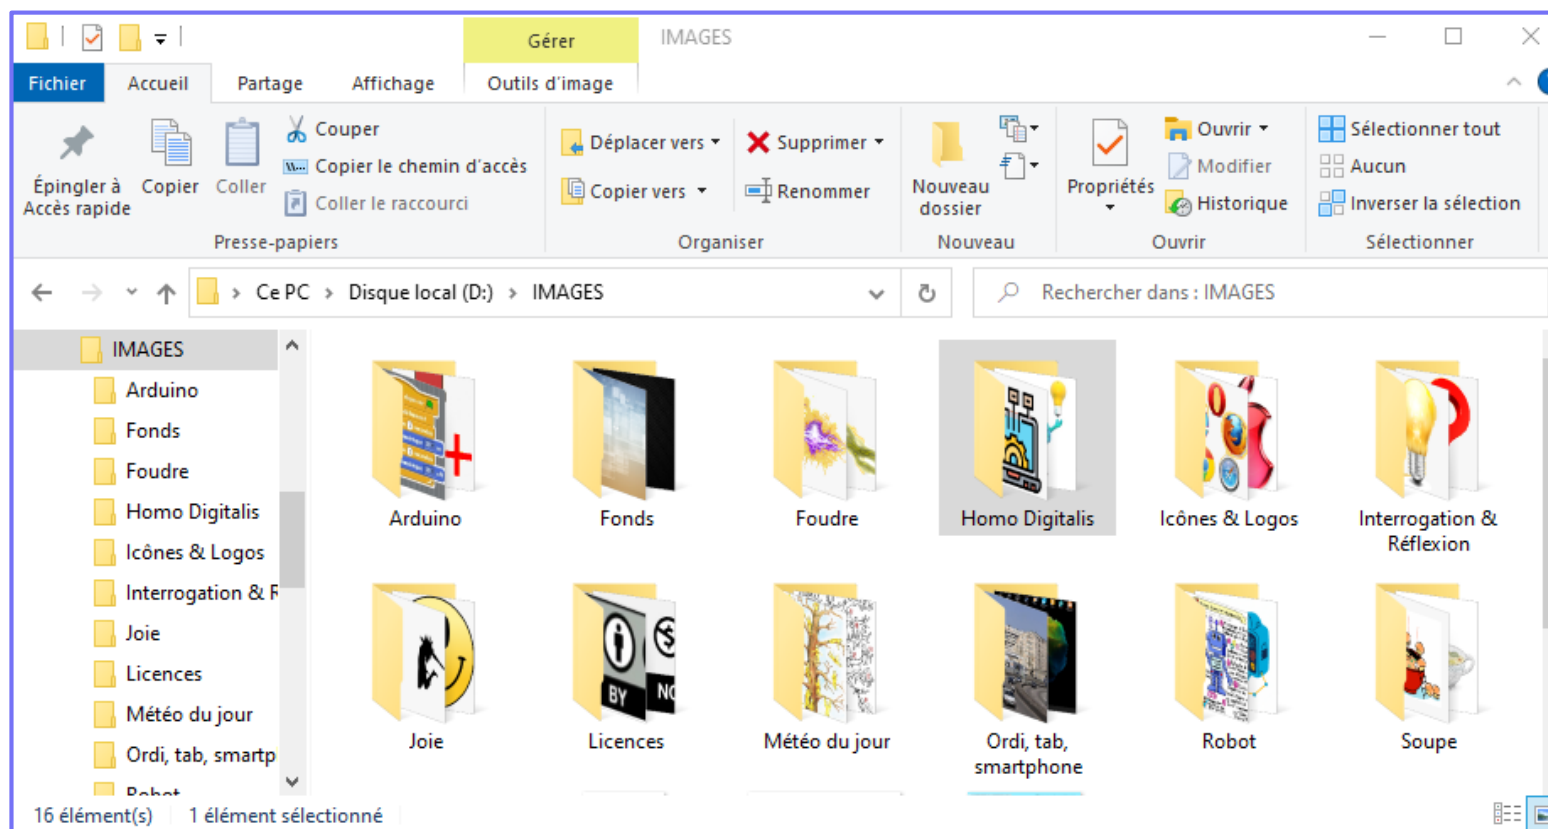 Gérer
IMAGES
Fichier
Accueil
Partage
Affichage
Outils d'image
Épingler à
Accès rapide
Copier
Coller
Couper
Copier le chemin d'accès
Coller le raccourci
Presse-papiers
Déplacer vers
Copier vers
Supprimer
Renommer
Organiser
Nouveau
dossier
Nouveau
Propriétés
Ouvrir
Modifier
Historique
Ouvrir
Sélectionner tout
Aucun
Inverser la sélection
Sélectionner
Ce PC > Disque local (D:) > IMAGES
Rechercher dans : IMAGES
IMAGES
Arduino
Fonds
Foudre
Homo Digitalis
Icônes & Logos
Interrogation & R
Joie
Licences
Météo du jour
Ordi, tab, smartp
Robot
Arduino
Fonds
Foudre
Homo Digitalis
Icônes & Logos
Interrogation &
Réflexion
BY
Joie
Licences
Météo du jour
Ordi, tab,
smartphone
Robot
Soupe
16 élément(s)
1 élément sélectionné